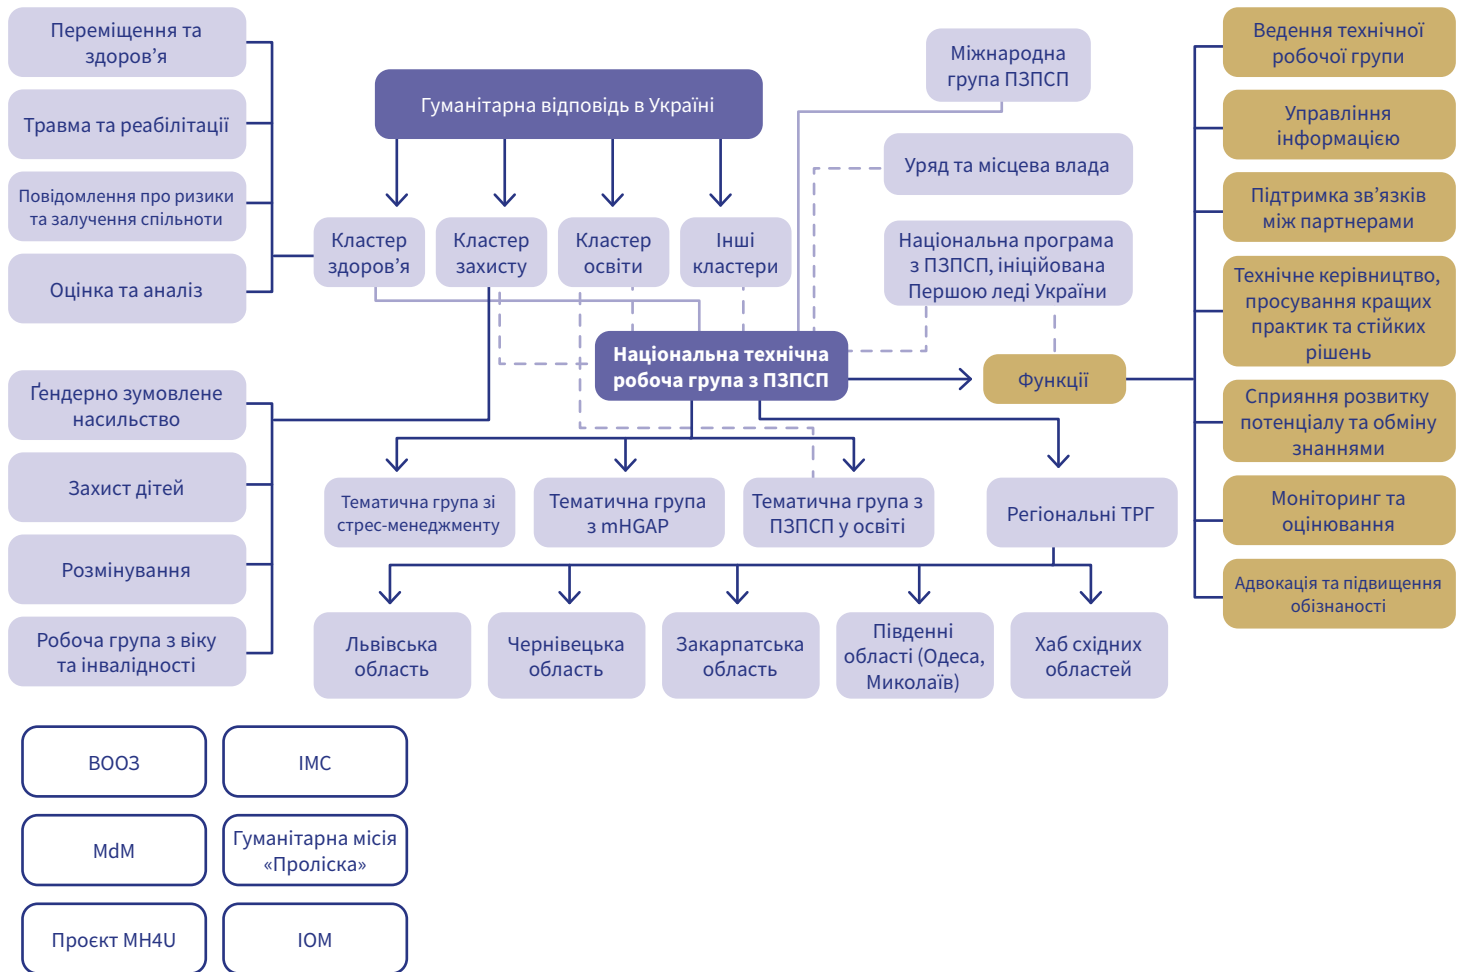 Переміщення та
здоров’я
Травма та реабілітації
Повідомлення про ризики
та залучення спільноти
Оцінка та аналіз
Гуманітарна відповідь в Україні
Кластер
здоров’я
Кластер
захисту
Кластер
освіти
Інші
кластери
Міжнародна
група ПЗПСП
Уряд та місцева влада
Національна програма
з ПЗПСП, ініційована
Першою леді України
Національна технічна
робоча група з ПЗПСП
Функції
Ведення технічної
робочої групи
Управління
інформацією
Підтримка зв’язків
між партнерами
Технічне керівництво,
просування кращих
практик та стійких
рішень
Сприяння розвитку
потенціалу та обміну
знаннями
Моніторинг та
оцінювання
Адвокація та підвищення
обізнаності
Ґендерно зумовлене
насильство
Захист дітей
Розмінування
Робоча група з віку
та інвалідності
Тематична група зі
стрес-менеджменту
Тематична група
з mHGAP
Тематична група з
ПЗПСП у освіті
Регіональні ТРГ
Львівська
область
Чернівецька
область
Закарпатська
область
Південні
області (Одеса,
Миколаїв)
Хаб східних
областей
ВООЗ
IMC
MdM
Гуманітарна місія
«Проліска»
Проєкт MH4U
IOM